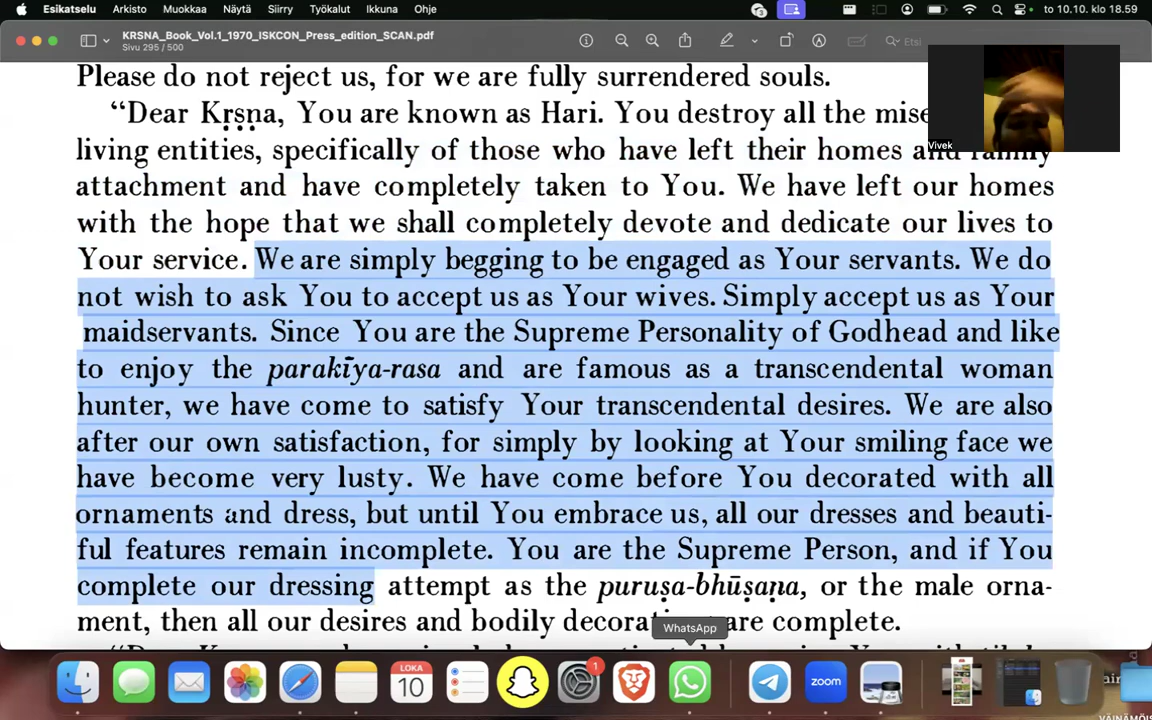 Esikatselu Arkisto Muokkaa Näytä Siirry Työkalut Ikkuna Ohje to 10.10. klo 18.59
KRSNA_Book_Vol.1_1970_ISKCON_Press_edition_SCAN.pdf
Sivu 295 / 500
Etsi
Please do not reject us, for we are fully surrendered souls.
“Dear Kṛṣṇa, You are known as Hari. You destroy all the
Vivek
living entities, specifically of those who have left their homes and family
attachment and have completely taken to You. We have left our homes
with the hope that we shall completely devote and dedicate our lives to
Your service. We are simply begging to be engaged as Your servants. We do
not wish to ask You to accept us as Your wives. Simply accept us as Your
maidservants. Since You are the Supreme Personality of Godhead and like
to enjoy the parakīya-rasa and are famous as a transcendental woman
hunter, we have come to satisfy Your transcendental desires. We are also
after our own satisfaction, for simply by looking at Your smiling face we
have become very lusty. We have come before You decorated with all
ornaments and dress, but until You embrace us, all our dresses and beauti-
ful features remain incomplete. You are the Supreme Person, and if You
complete our dressing attempt as the puruṣa-bhūṣaṇa, or the male orna-
ment, then all our desires and bodily are complete.
WhatsApp
LOKA
10
1
zoom